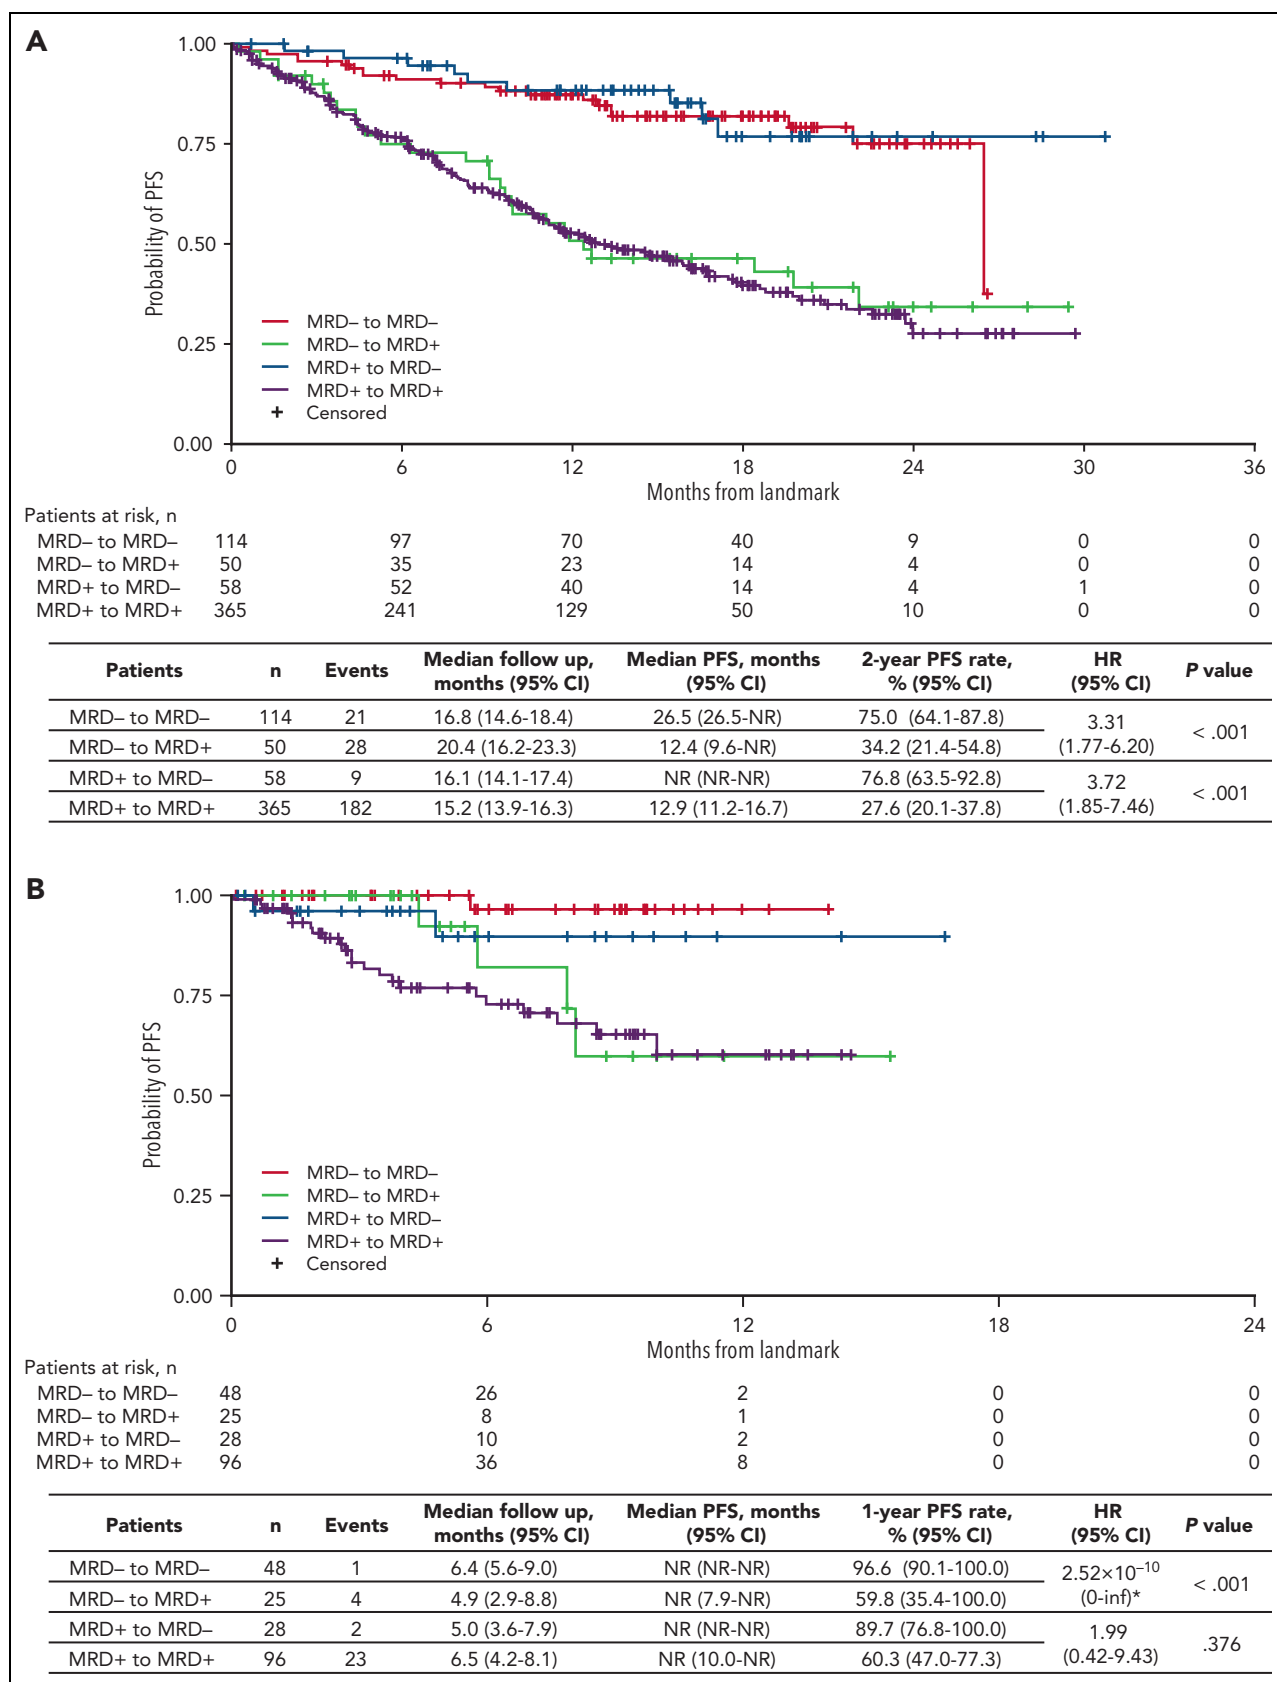 A
1.00
0.75
0.50
0.25
0.00
Probability of PFS
MRD– to MRD–
MRD– to MRD+
MRD+ to MRD–
MRD+ to MRD+
+ Censored
0 6 12 18 24 30 36
Months from landmark
Patients at risk, n
MRD– to MRD– 114 97 70 40 9 0 0
MRD– to MRD+ 50 35 23 14 4 0 0
MRD+ to MRD– 58 52 40 14 4 1 0
MRD+ to MRD+ 365 241 129 50 10 0 0
Patients n Events Median follow up, months (95% CI) Median PFS, months (95% CI) 2-year PFS rate, % (95% CI) HR (95% CI) P value
MRD– to MRD– 114 21 16.8 (14.6-18.4) 26.5 (26.5-NR) 75.0 (64.1-87.8) 3.31 (1.77-6.20) < .001
MRD– to MRD+ 50 28 20.4 (16.2-23.3) 12.4 (9.6-NR) 34.2 (21.4-54.8)
MRD+ to MRD– 58 9 16.1 (14.1-17.4) NR (NR-NR) 76.8 (63.5-92.8) 3.72 (1.85-7.46) < .001
MRD+ to MRD+ 365 182 15.2 (13.9-16.3) 12.9 (11.2-16.7) 27.6 (20.1-37.8)
B
1.00
0.75
0.50
0.25
0.00
Probability of PFS
MRD– to MRD–
MRD– to MRD+
MRD+ to MRD–
MRD+ to MRD+
+ Censored
0 6 12 18 24
Months from landmark
Patients at risk, n
MRD– to MRD– 48 26 2 0 0
MRD– to MRD+ 25 8 1 0 0
MRD+ to MRD– 28 10 2 0 0
MRD+ to MRD+ 96 36 8 0 0
Patients n Events Median follow up, months (95% CI) Median PFS, months (95% CI) 1-year PFS rate, % (95% CI) HR (95% CI) P value
MRD– to MRD– 48 1 6.4 (5.6-9.0) NR (NR-NR) 96.6 (90.1-100.0) 2.52×10⁻¹⁰ (0-inf)* < .001
MRD– to MRD+ 25 4 4.9 (2.9-8.8) NR (7.9-NR) 59.8 (35.4-100.0)
MRD+ to MRD– 28 2 5.0 (3.6-7.9) NR (NR-NR) 89.7 (76.8-100.0) 1.99 (0.42-9.43) .376
MRD+ to MRD+ 96 23 6.5 (4.2-8.1) NR (10.0-NR) 60.3 (47.0-77.3)